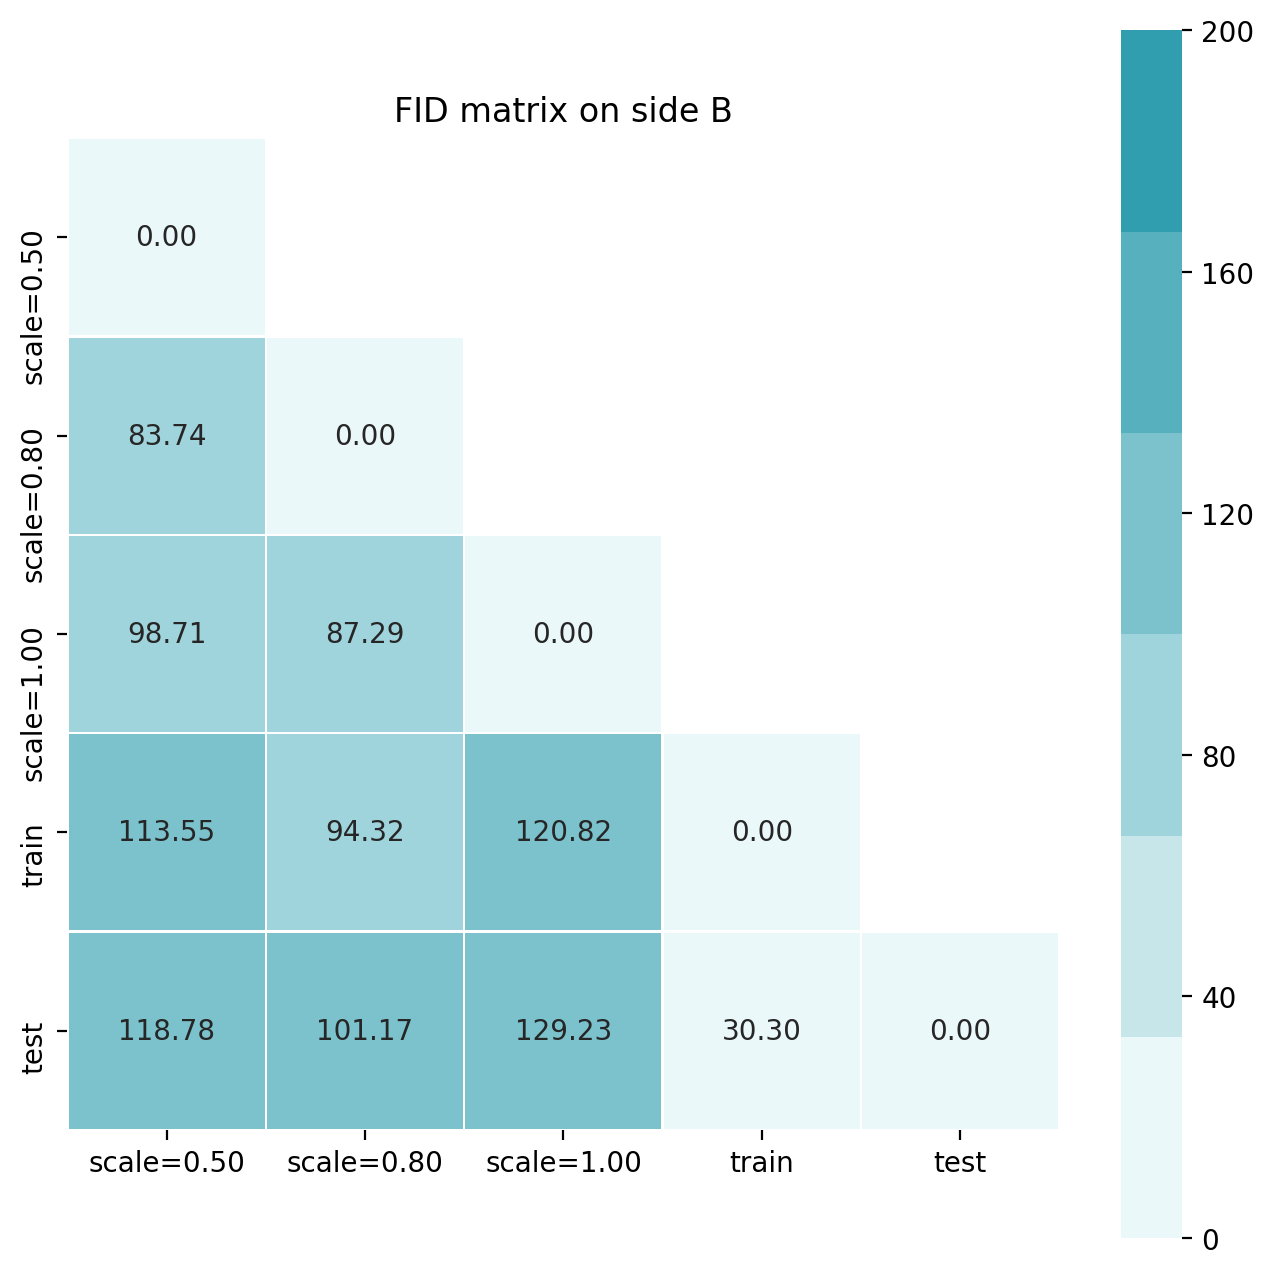 FID matrix on side B
200
160
120
80
40
0
scale=0.50
0.00
scale=0.80
83.74 0.00
scale=1.00
98.71 87.29 0.00
train
113.55 94.32 120.82 0.00
test
118.78 101.17 129.23 30.30 0.00
scale=0.50 scale=0.80 scale=1.00 train test